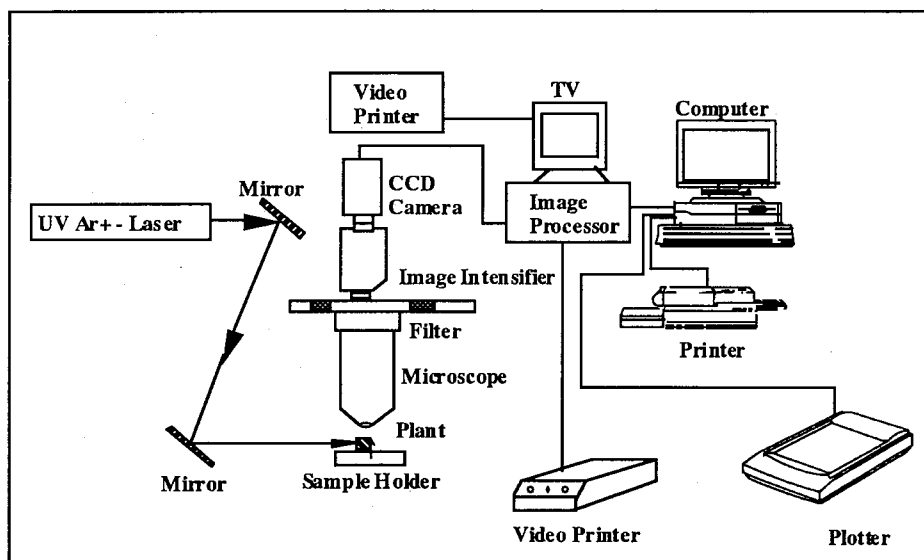 Video
Printer
TV
Computer
Mirror
CCD
Camera
UV Ar+ - Laser
Image
Processor
Image Intensifier
Filter
Printer
Microscope
Plant
Mirror
Sample Holder
Video Printer
Plotter